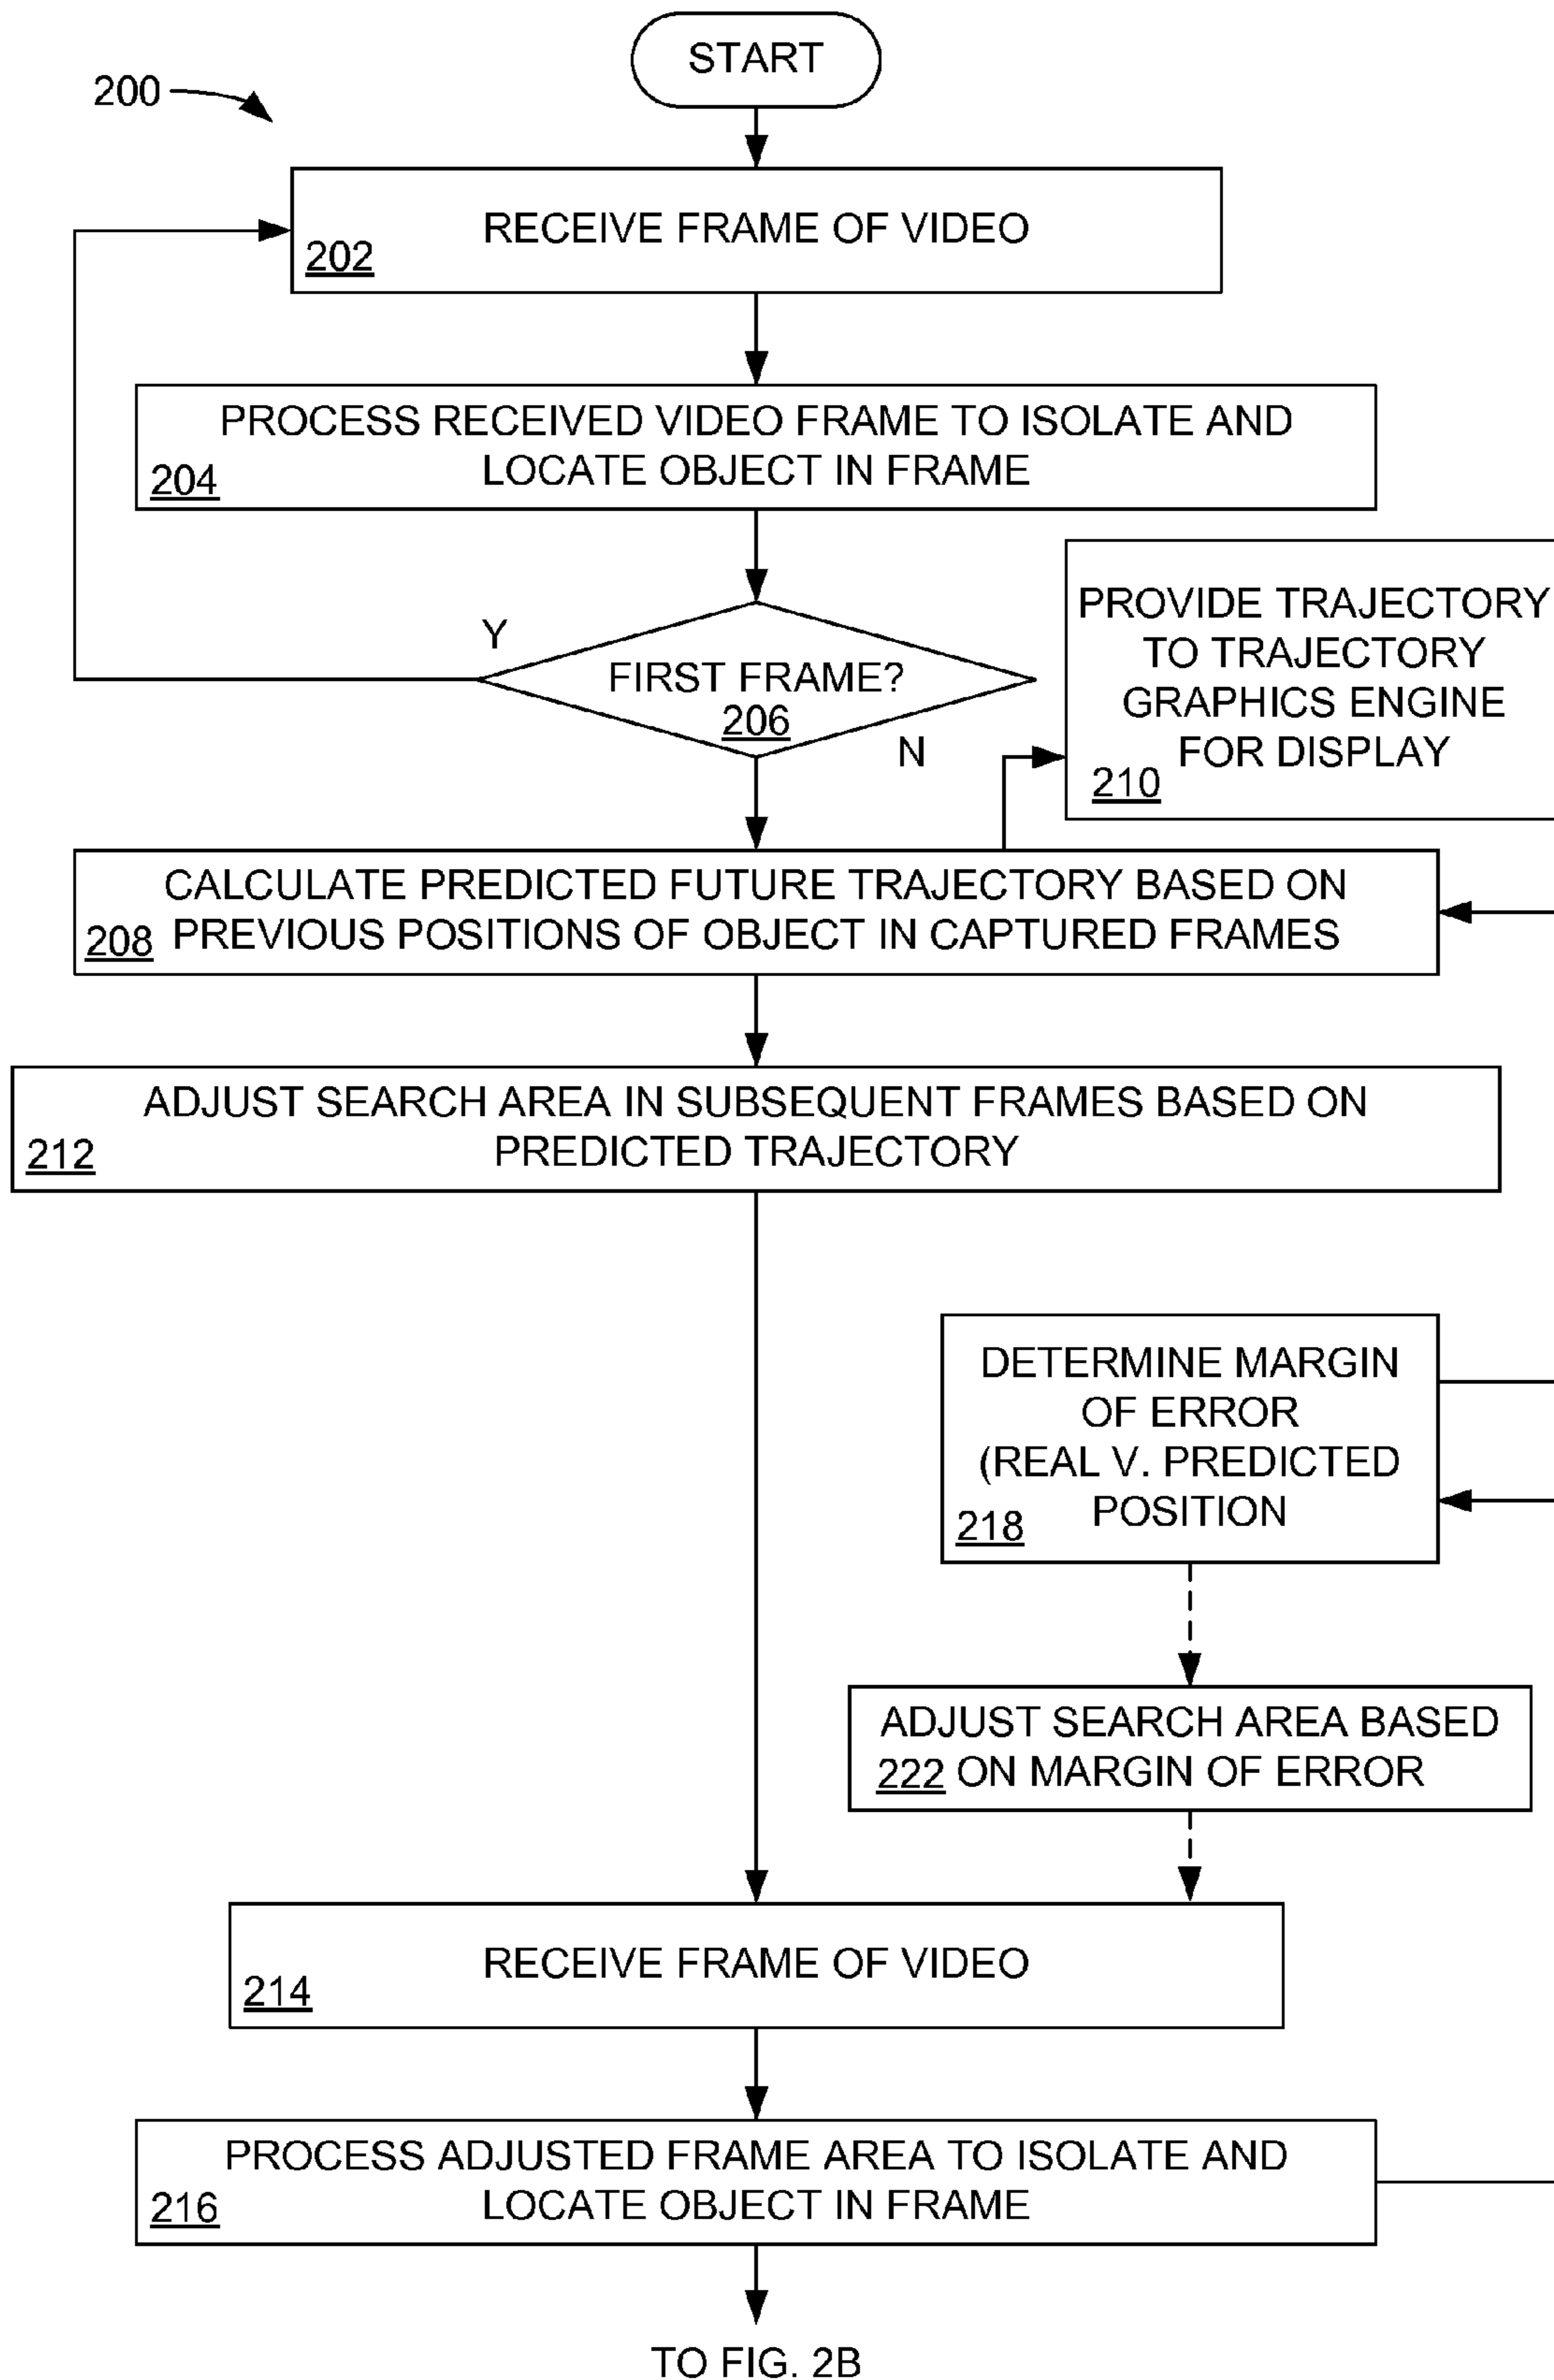 START
200
RECEIVE FRAME OF VIDEO
202
PROCESS RECEIVED VIDEO FRAME TO ISOLATE AND
LOCATE OBJECT IN FRAME
204
Y
FIRST FRAME?
206
N
PROVIDE TRAJECTORY
TO TRAJECTORY
GRAPHICS ENGINE
FOR DISPLAY
210
CALCULATE PREDICTED FUTURE TRAJECTORY BASED ON
PREVIOUS POSITIONS OF OBJECT IN CAPTURED FRAMES
208
ADJUST SEARCH AREA IN SUBSEQUENT FRAMES BASED ON
PREDICTED TRAJECTORY
212
DETERMINE MARGIN
OF ERROR
(REAL V. PREDICTED
POSITION
218
ADJUST SEARCH AREA BASED
222 ON MARGIN OF ERROR
RECEIVE FRAME OF VIDEO
214
PROCESS ADJUSTED FRAME AREA TO ISOLATE AND
LOCATE OBJECT IN FRAME
216
TO FIG. 2B